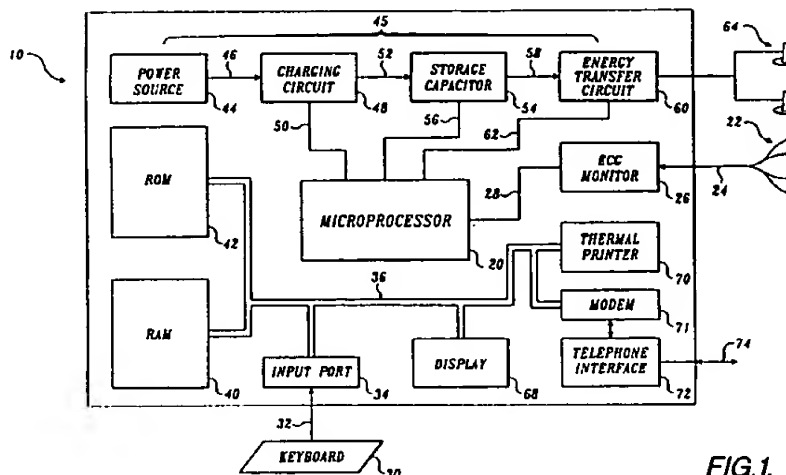 45
64
10
POWER SOURCE
46
CHARGING CIRCUIT
52
STORAGE CAPACITOR
58
ENERGY TRANSFER CIRCUIT
44
48
54
60
50
56
62
22
ROM
42
MICROPROCESSOR
20
28
ECG MONITOR
26
24
THERMAL PRINTER
70
36
RAM
40
MODEM
71
INPUT PORT
34
DISPLAY
68
TELEPHONE INTERFACE
72
74
32
KEYBOARD
30
FIG.1.